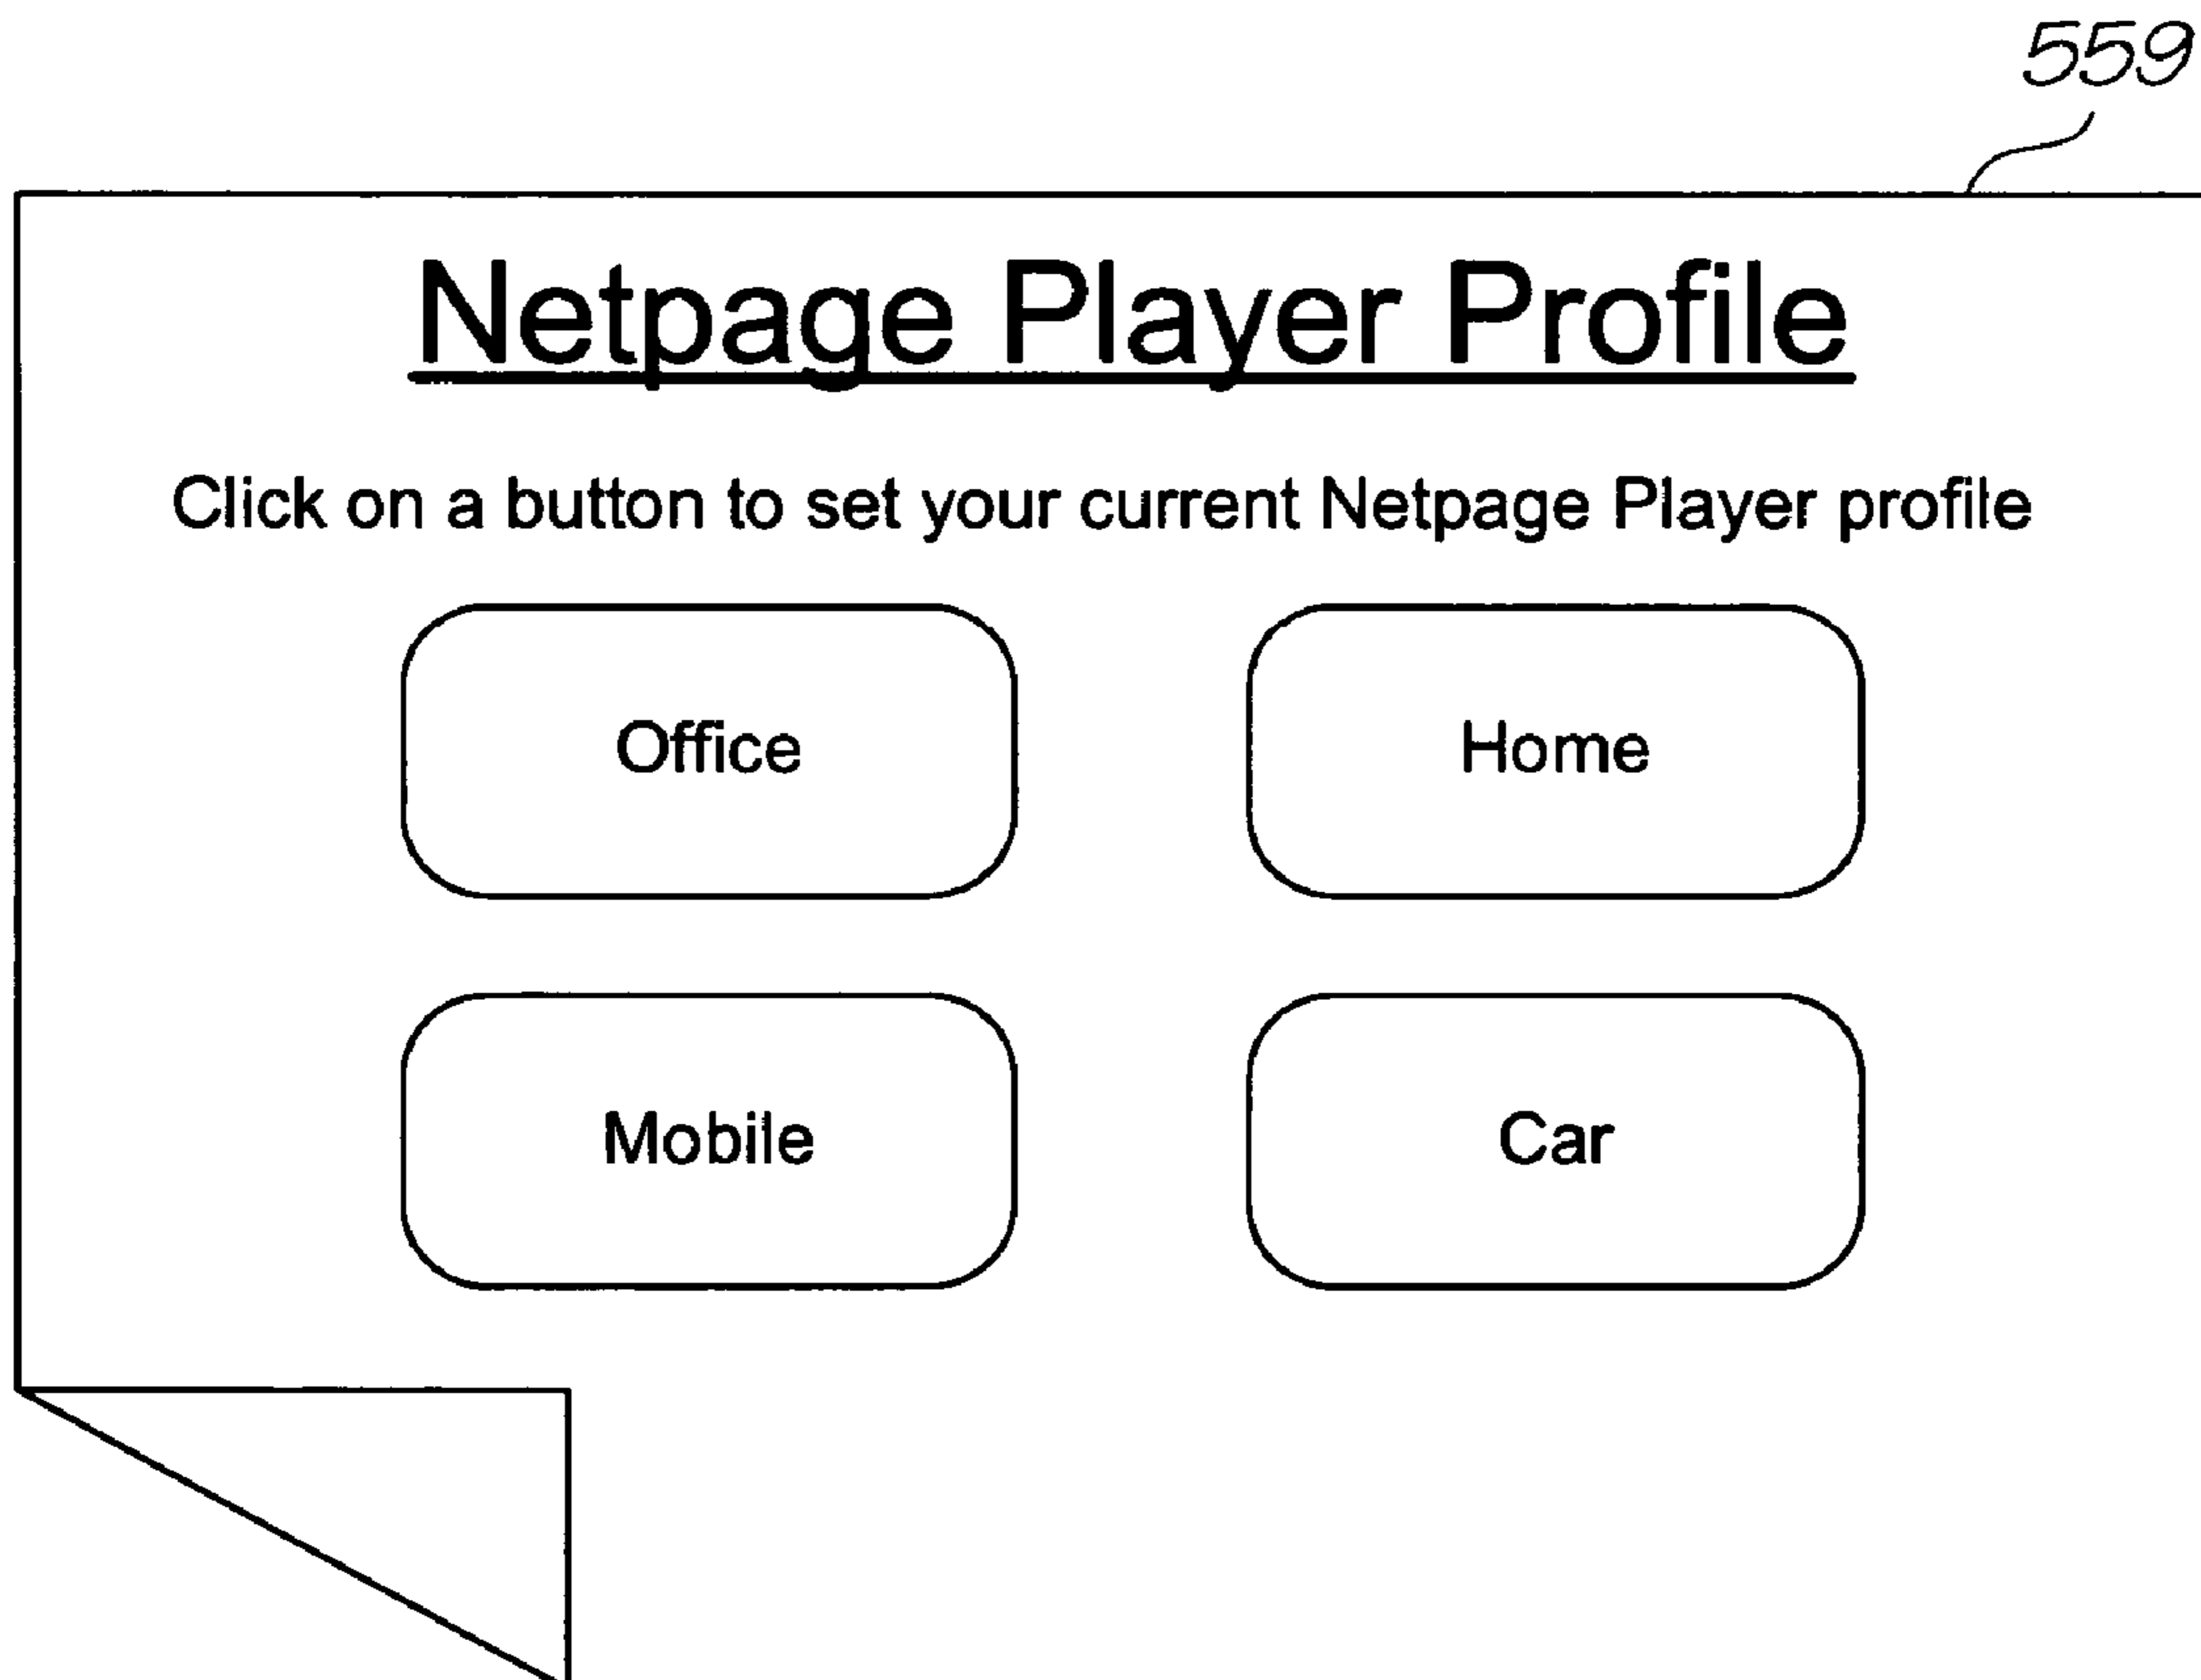 559
Netpage Player Profile
Click on a button to set your current Netpage Player profile
Office Home
Mobile Car